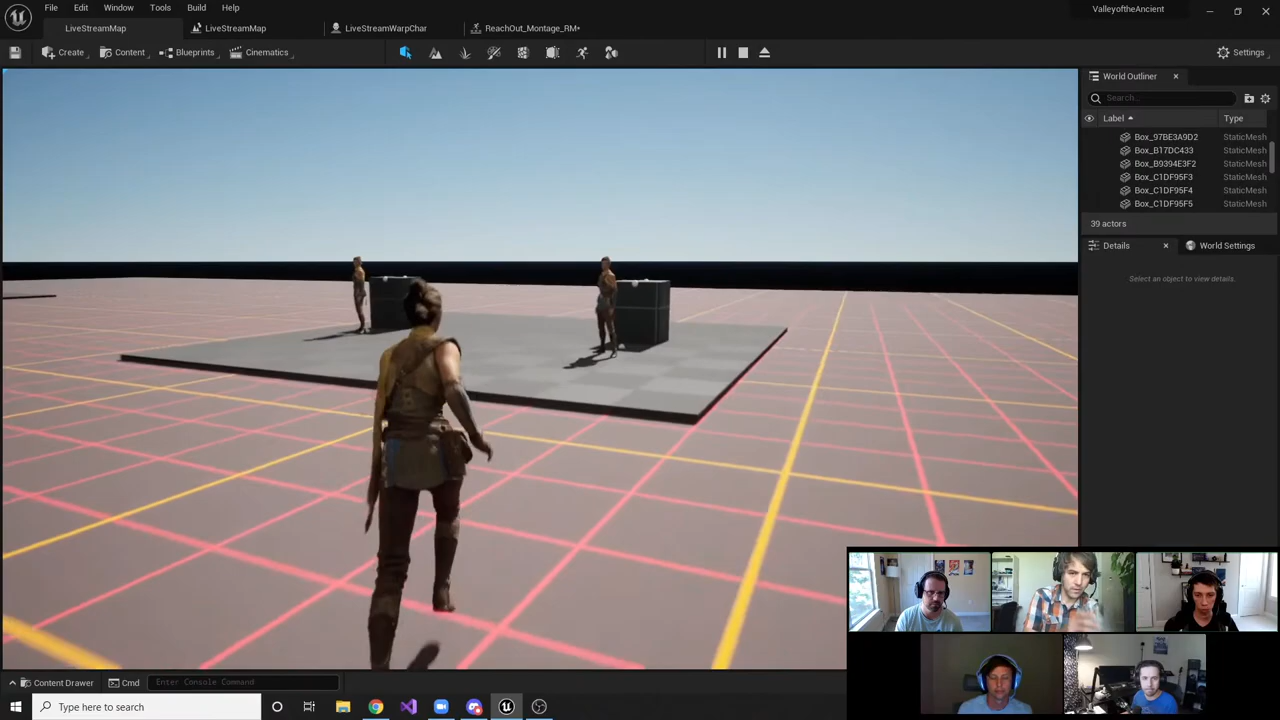 File Edit Window Tools Build Help
ValleyoftheAncient
LiveStreamMap LiveStreamMap LiveStreamWarpChar ReachOut_Montage_RM*
Create Content Blueprints Cinematics Settings
World Outliner
Search...
Label Type
Box_97BE3A9D2 StaticMesh
Box_B17DC433 StaticMesh
Box_B9394E3F2 StaticMesh
Box_C1DF95F3 StaticMesh
Box_C1DF95F4 StaticMesh
Box_C1DF95F5 StaticMesh
39 actors
Details World Settings
Select an object to view details.
Content Drawer Cmd Enter Console Command
Type here to search